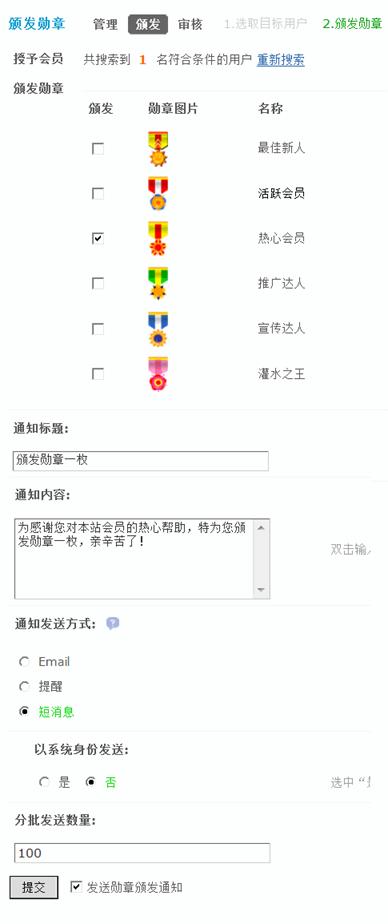 颁发勋章 管理 颁发 审核 1.选取目标用户 2.颁发勋章
授予会员 共搜索到 1 名符合条件的用户 重新搜索
颁发勋章
颁发 勋章图片 名称
最佳新人
活跃会员
热心会员
推广达人
宣传达人
灌水之王
通知标题:
颁发勋章一枚
通知内容:
为感谢您对本站会员的热心帮助，特为您颁
发勋章一枚，亲辛苦了！
双击输入
通知发送方式: ?
Email
提醒
短消息
以系统身份发送:
是 否 选中“是
分批发送数量:
100
提交 发送勋章颁发通知